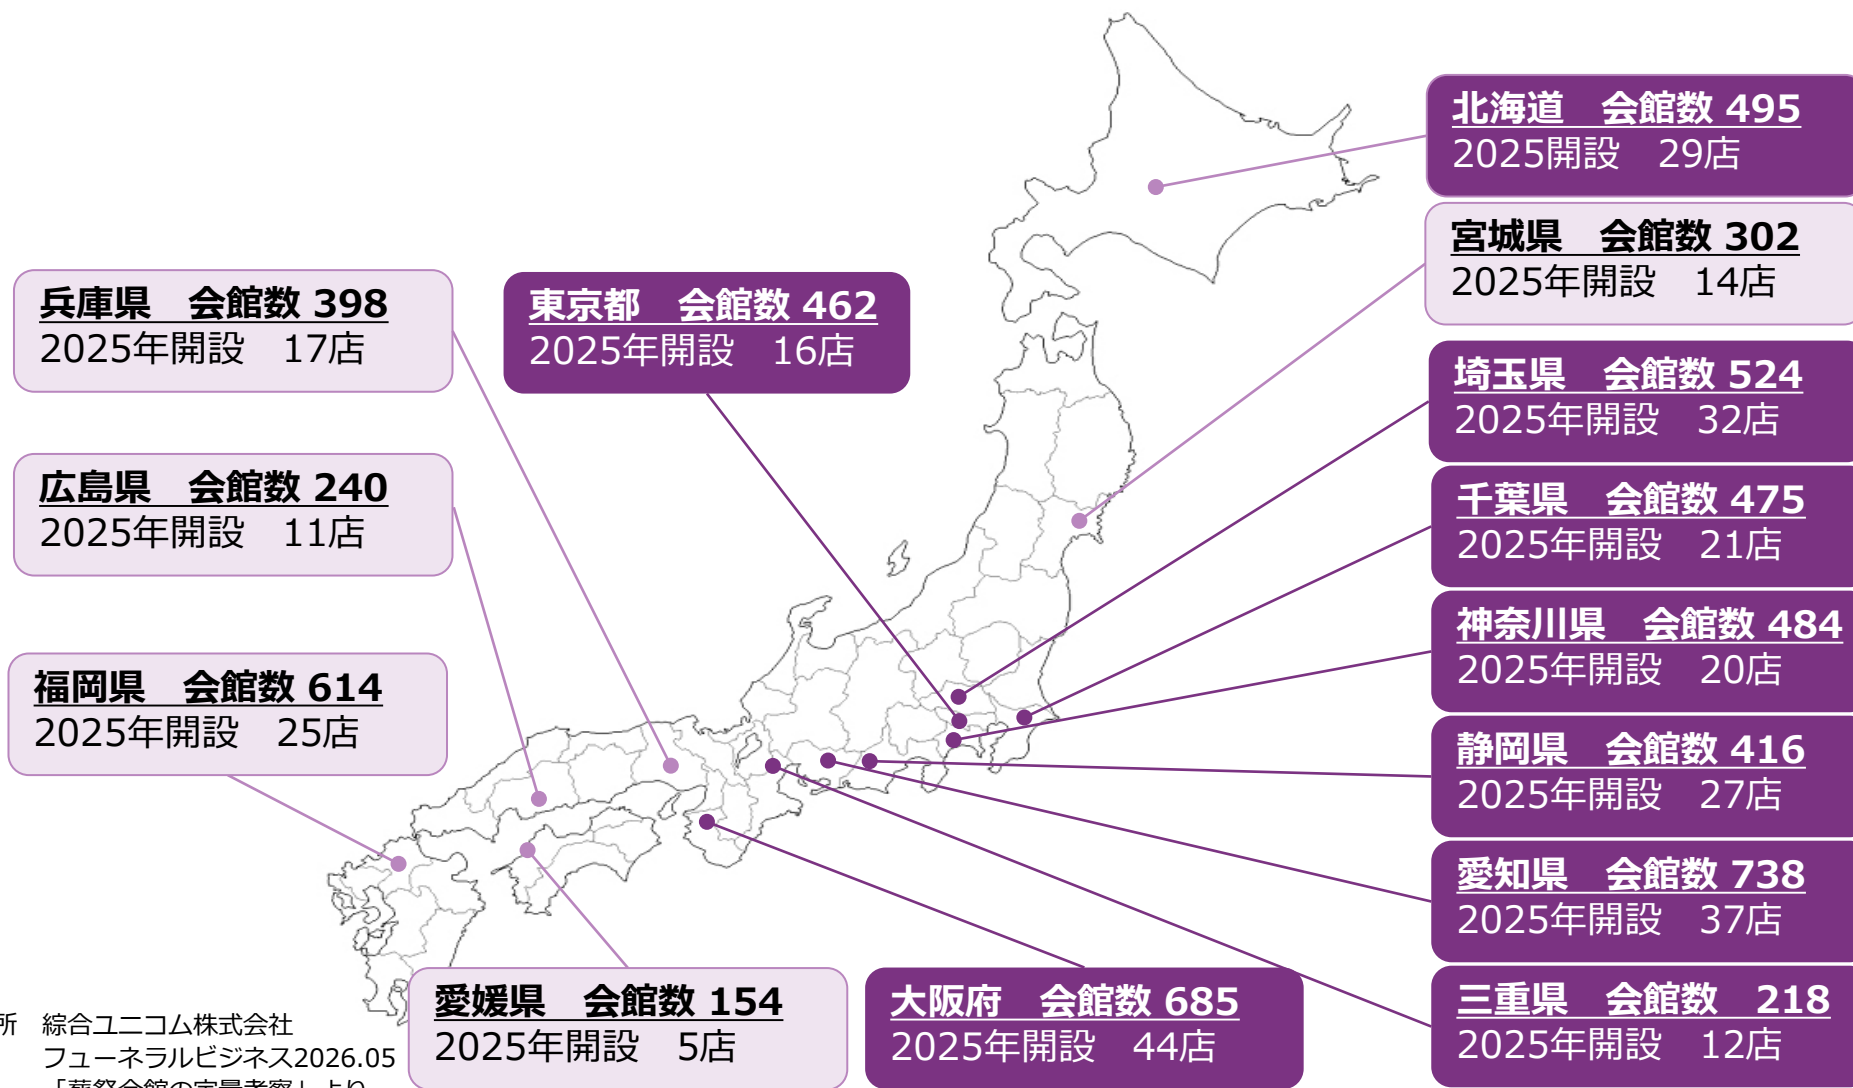 北海道　会館数 495
2025開設　29店
宮城県　会館数 302
2025年開設　14店
兵庫県　会館数 398
2025年開設　17店
東京都　会館数 462
2025年開設　16店
埼玉県　会館数 524
2025年開設　32店
広島県　会館数 240
2025年開設　11店
千葉県　会館数 475
2025年開設　21店
神奈川県　会館数 484
2025年開設　20店
福岡県　会館数 614
2025年開設　25店
静岡県　会館数 416
2025年開設　27店
愛知県　会館数 738
2025年開設　37店
愛媛県　会館数 154
2025年開設　5店
大阪府　会館数 685
2025年開設　44店
三重県　会館数　218
2025年開設　12店
所　綜合ユニコム株式会社
フューネラルビジネス2026.05
「葬祭会館の定量考察」より